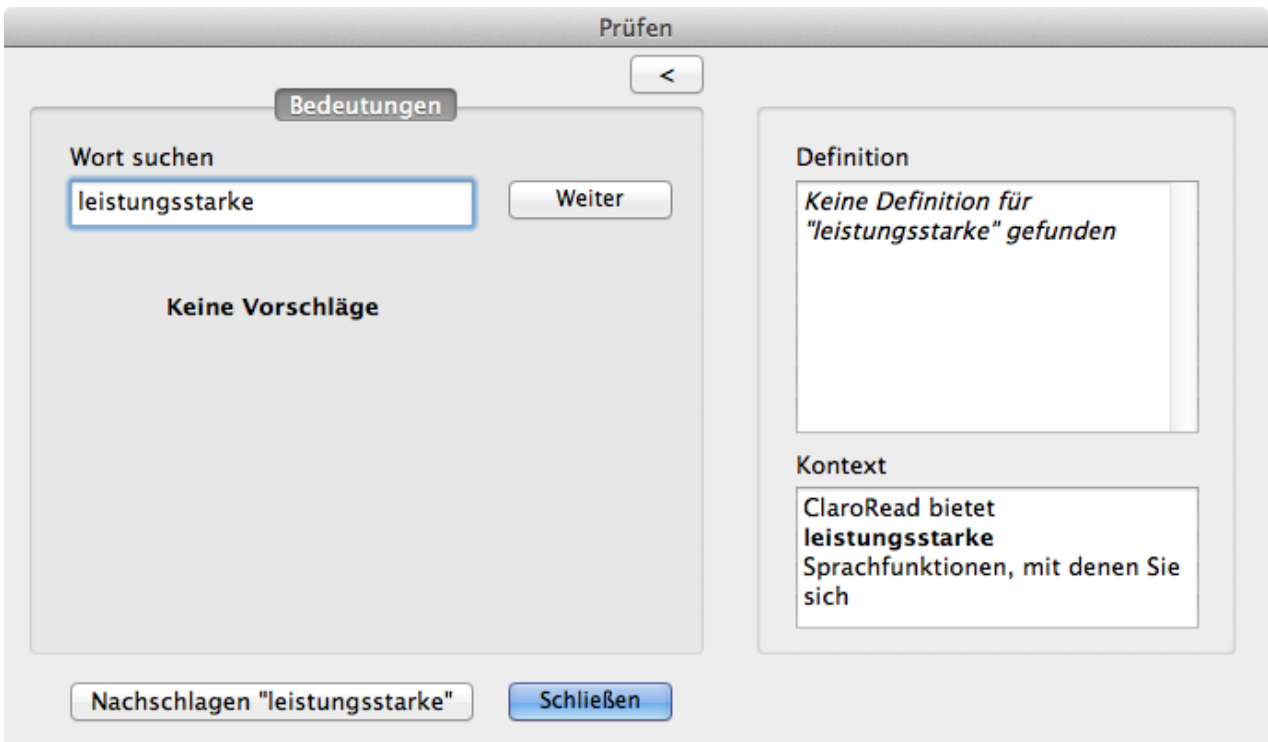 Prüfen
<
Bedeutungen
Wort suchen
leistungsstarke
Weiter
Keine Vorschläge
Nachschlagen "leistungsstarke"
Schließen
Definition
Keine Definition für
"leistungsstarke" gefunden
Kontext
ClaroRead bietet
leistungsstarke
Sprachfunktionen, mit denen Sie
sich